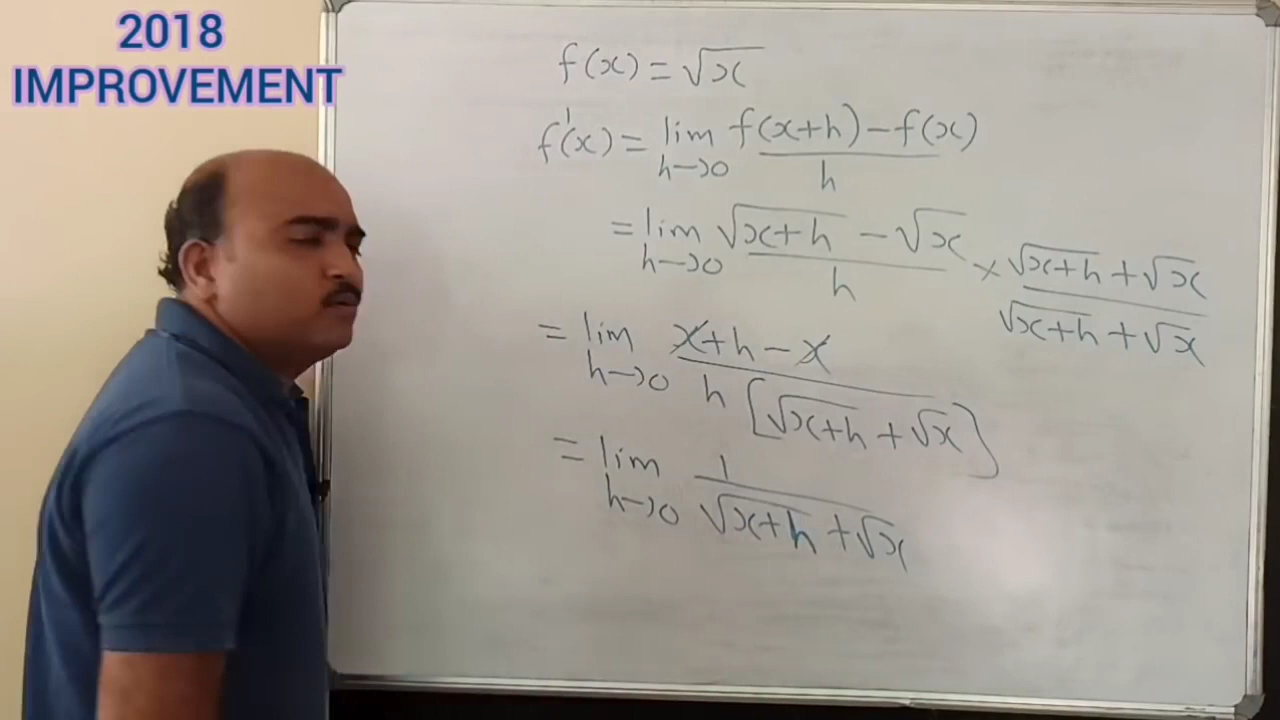 2018
IMPROVEMENT
f(x) = √x
f'(x) = lim h→0 f(x+h) − f(x) / h
= lim h→0 √x+h − √x / h × √x+h + √x / √x+h + √x
= lim h→0 x+h − x / h [√x+h + √x]
= lim h→0 1 / √x+h + √x